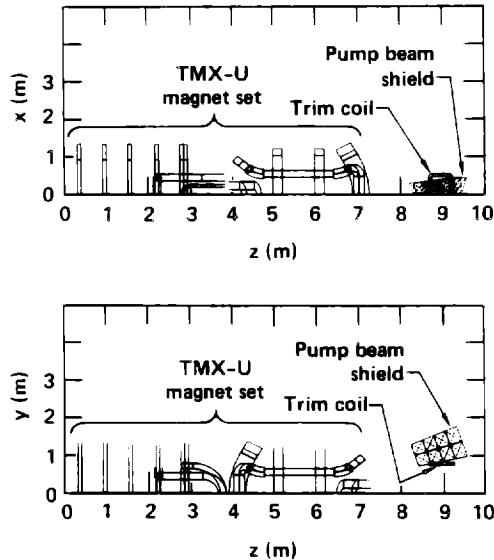 x (m)
3
2
1
0
TMX-U
magnet set
Pump beam
shield
Trim coil
0 1 2 3 4 5 6 7 8 9 10
z (m)
y (m)
3
2
1
0
TMX-U
magnet set
Pump beam
shield
Trim coil
0 1 2 3 4 5 6 7 8 9 10
z (m)